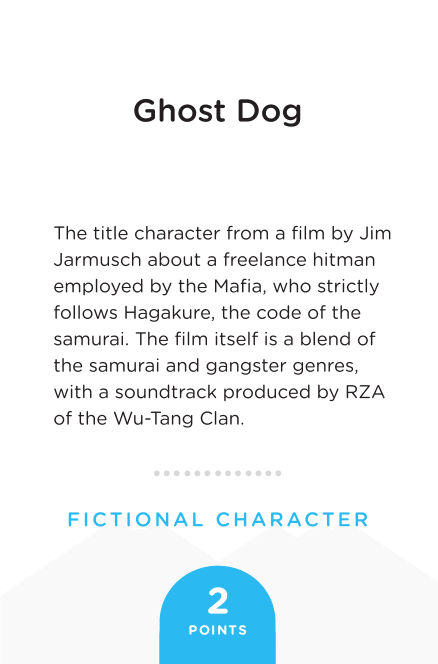 Ghost Dog
The title character from a film by Jim
Jarmusch about a freelance hitman
employed by the Mafia, who strictly
follows Hagakure, the code of the
samurai. The film itself is a blend of
the samurai and gangster genres,
with a soundtrack produced by RZA
of the Wu-Tang Clan.
FICTIONAL CHARACTER
2
POINTS